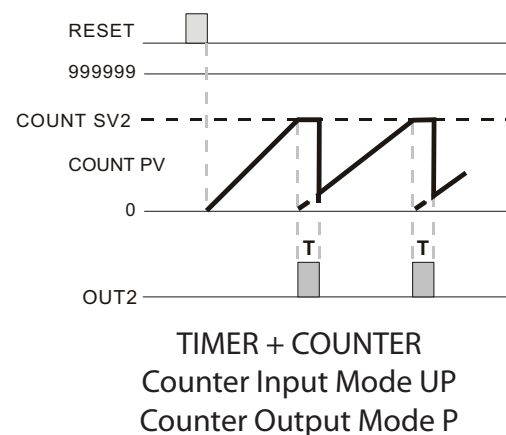 RESET
999999
COUNT SV2
COUNT PV
0
T T
OUT2
TIMER + COUNTER
Counter Input Mode UP
Counter Output Mode P